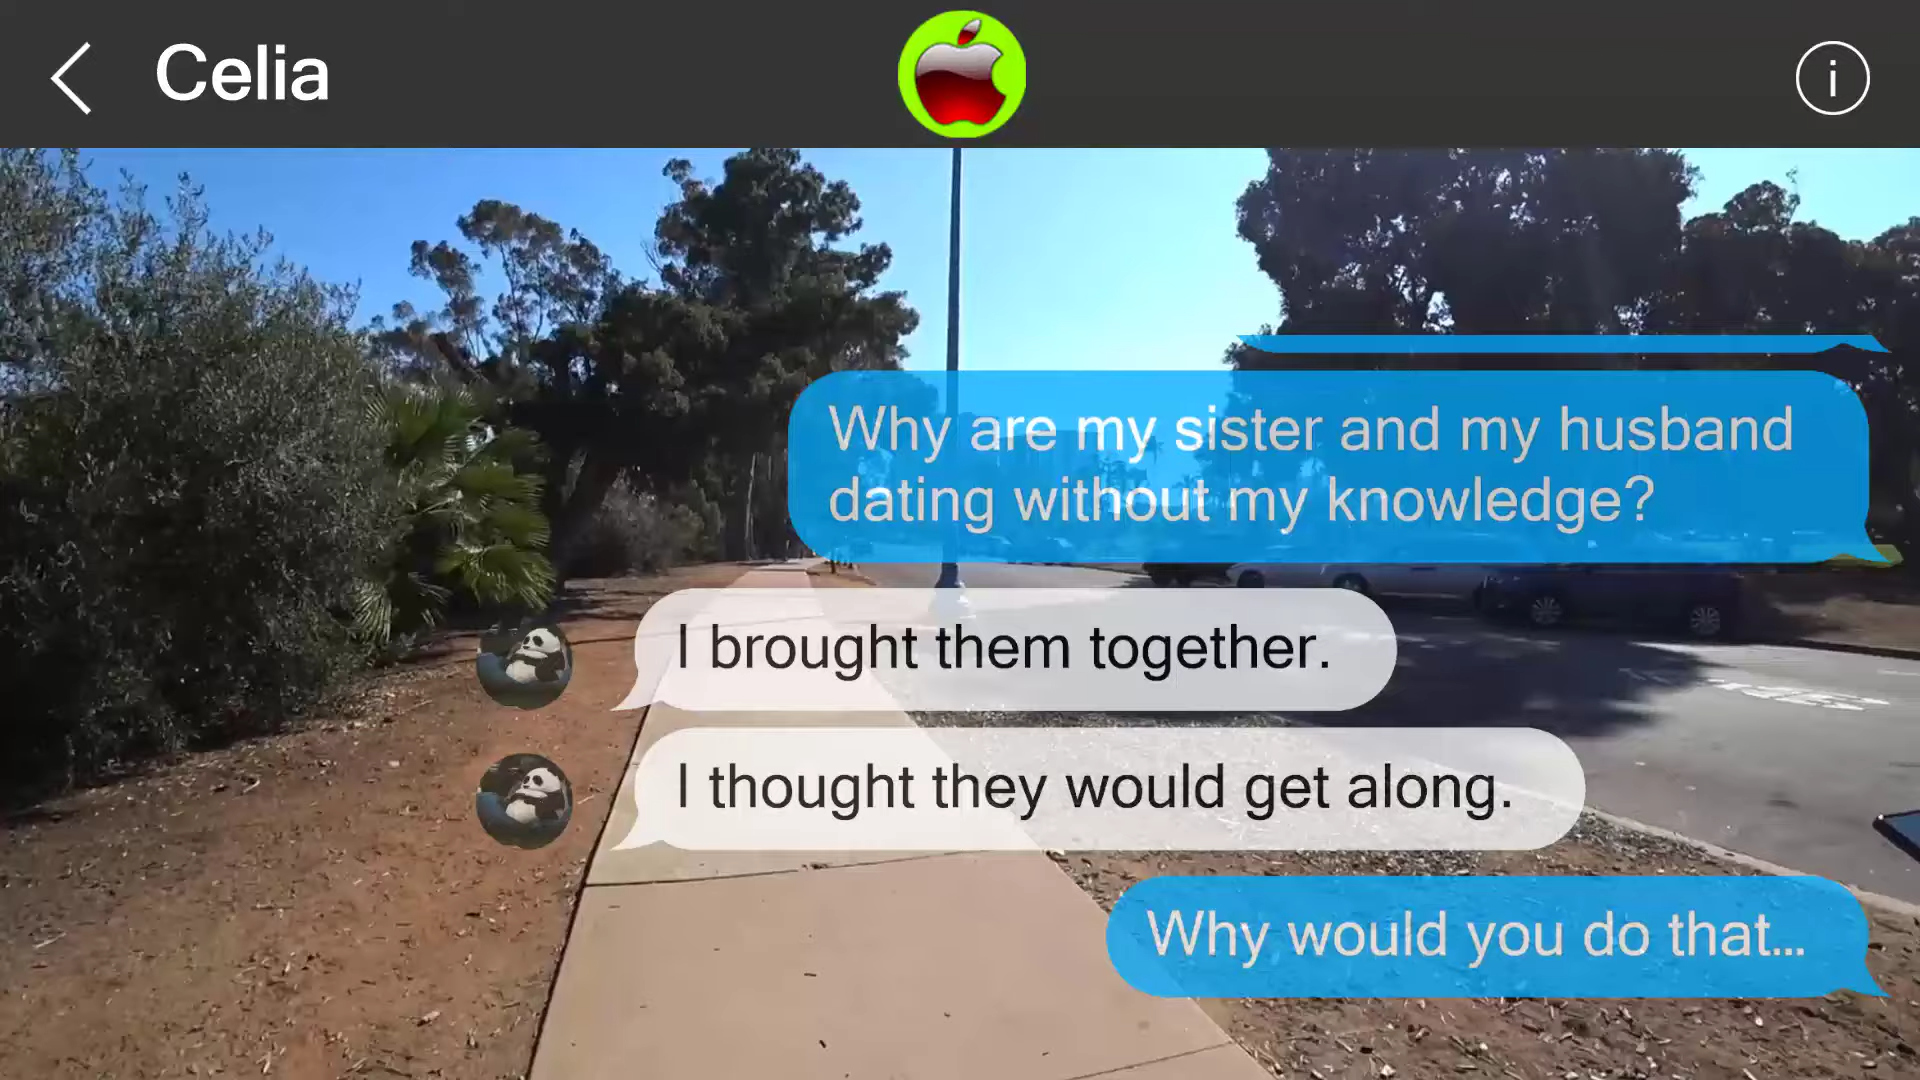 Celia
Why are my sister and my husband
dating without my knowledge?
I brought them together.
I thought they would get along.
Why would you do that...